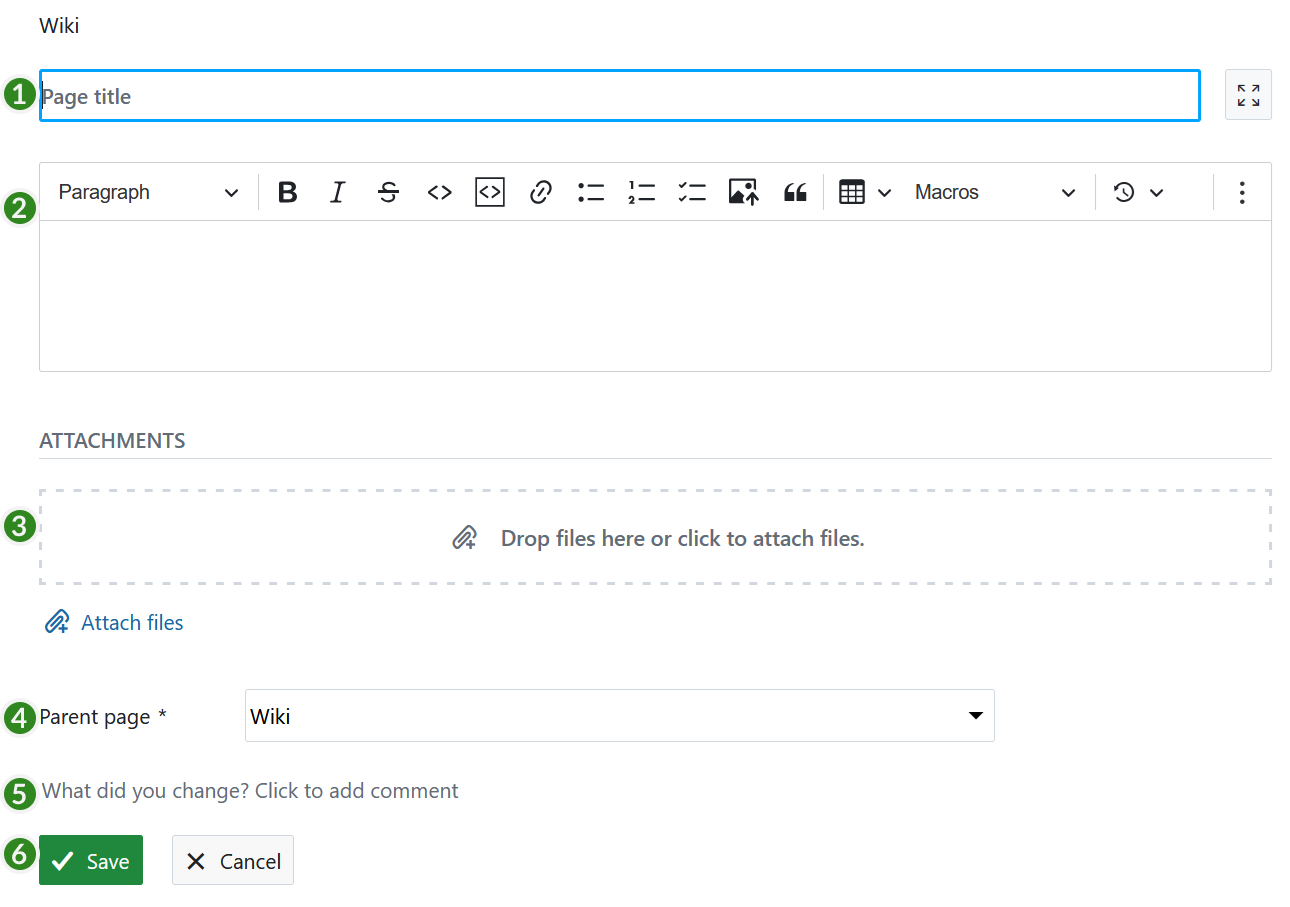 Wiki
1 Page title
2 Paragraph Macros
ATTACHMENTS
3 Drop files here or click to attach files.
Attach files
4 Parent page * Wiki
5 What did you change? Click to add comment
6 Save Cancel